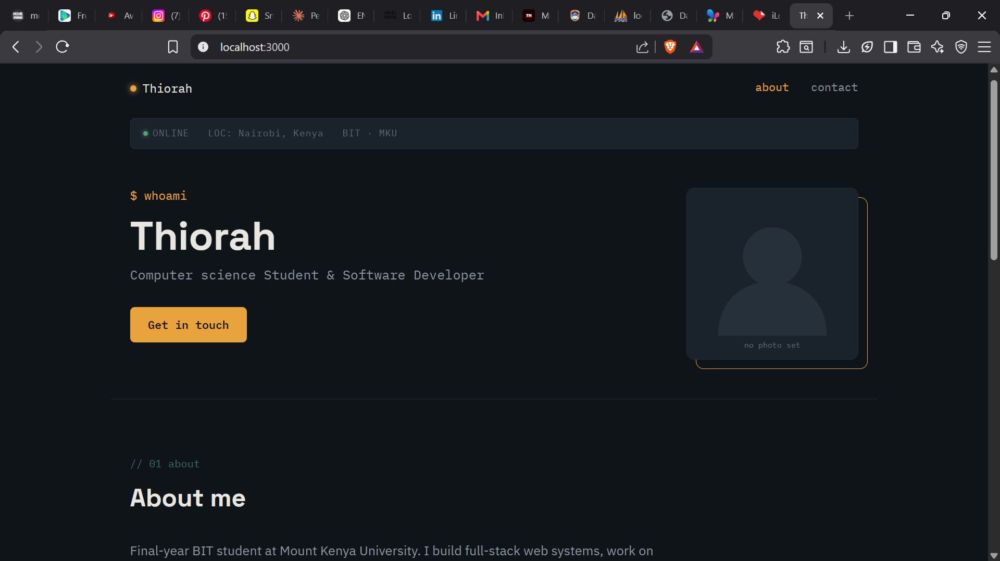 Fr
Av
(7)
(1
Sn
Pe
EN
Lo
Lin
In
M
Da
lo
Da
M
iLo
Th
localhost:3000
Thiorah
about contact
ONLINE LOC: Nairobi, Kenya BIT · MKU
$ whoami
Thiorah
Computer science Student & Software Developer
Get in touch
no photo set
// 01 about
About me
Final-year BIT student at Mount Kenya University. I build full-stack web systems, work on